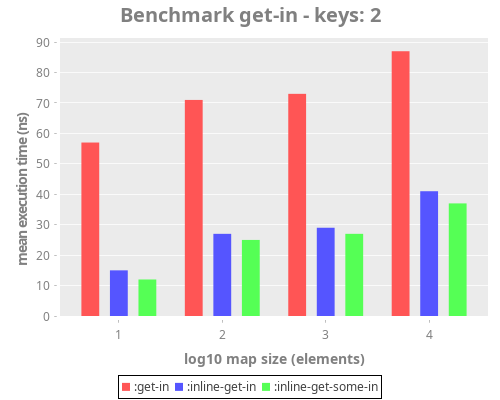 Benchmark get-in - keys: 2
mean execution time (ns)
90
80
70
60
50
40
30
20
10
0
1 2 3 4
log10 map size (elements)
:get-in :inline-get-in :inline-get-some-in